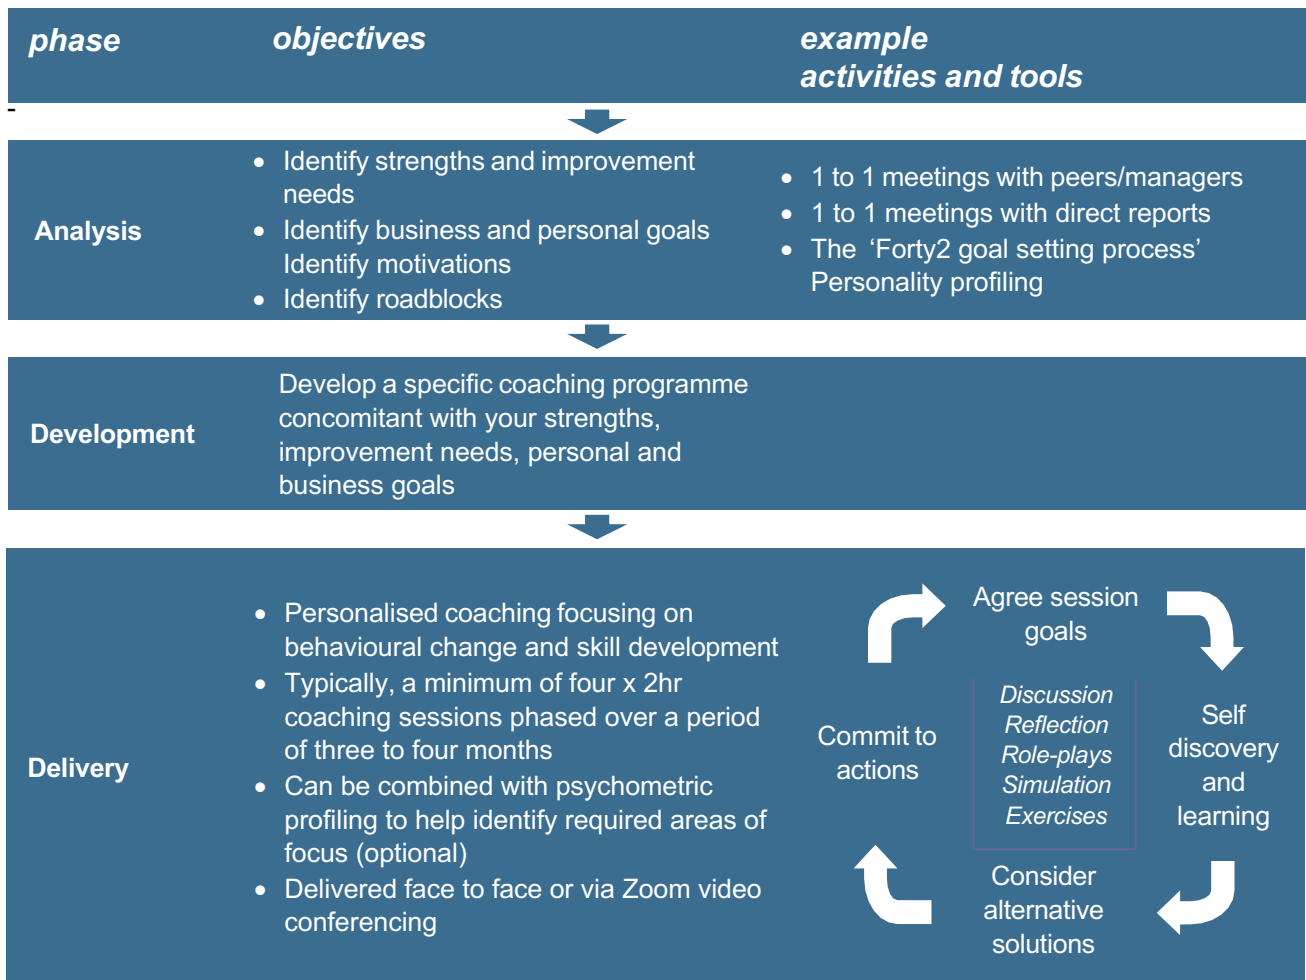 phase
objectives
example
activities and tools
-
Analysis
• Identify strengths and improvement
needs
• Identify business and personal goals
Identify motivations
• Identify roadblocks
• 1 to 1 meetings with peers/managers
• 1 to 1 meetings with direct reports
• The ‘Forty2 goal setting process’
Personality profiling
Development
Develop a specific coaching programme
concomitant with your strengths,
improvement needs, personal and
business goals
Delivery
• Personalised coaching focusing on
behavioural change and skill development
• Typically, a minimum of four x 2hr
coaching sessions phased over a period
of three to four months
• Can be combined with psychometric
profiling to help identify required areas of
focus (optional)
• Delivered face to face or via Zoom video
conferencing
Agree session
goals
Self
discovery
and
learning
Consider
alternative
solutions
Commit to
actions
Discussion
Reflection
Role-plays
Simulation
Exercises